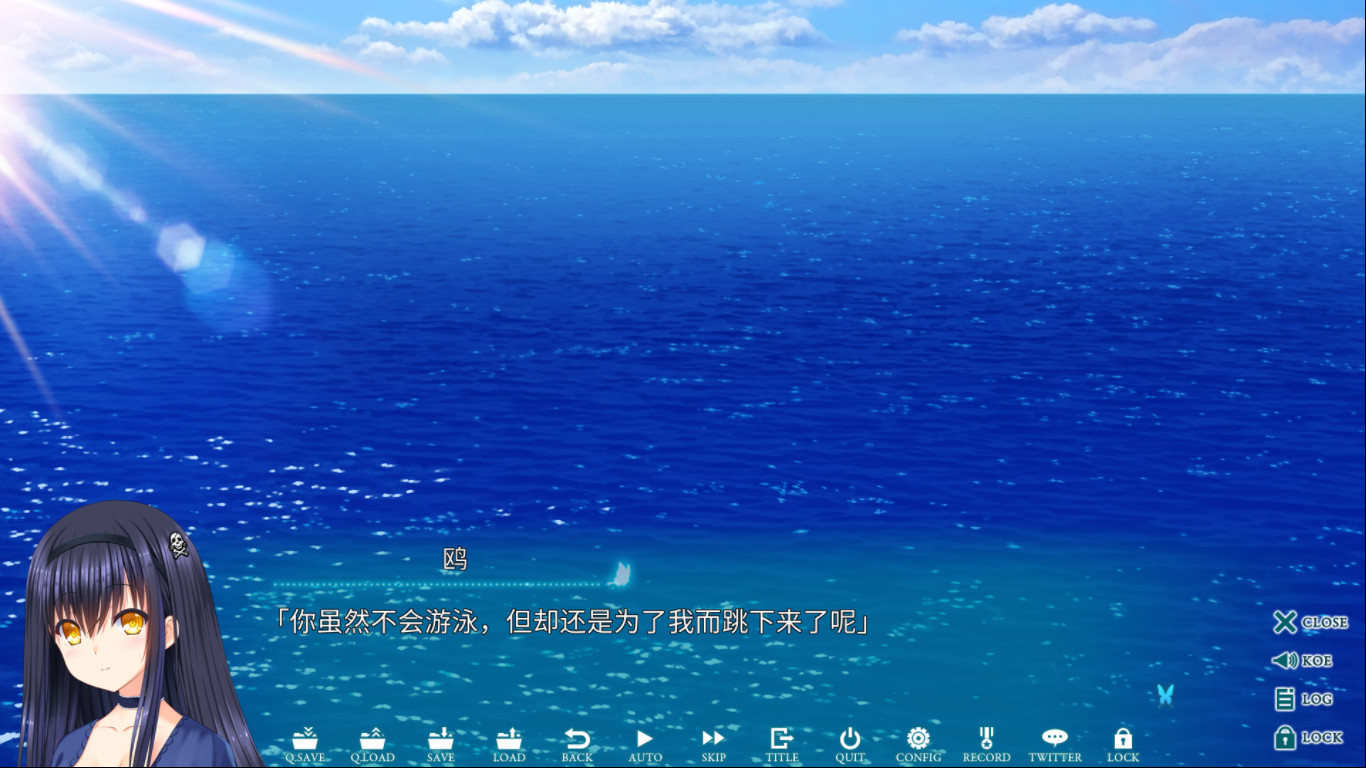 鸥
「你虽然不会游泳，但却还是为了我而跳下来了呢」
CLOSE
KOE
LOG
LOCK
Q.SAVE Q.LOAD SAVE LOAD BACK AUTO SKIP TITLE QUIT CONFIG RECORD TWITTER LOCK